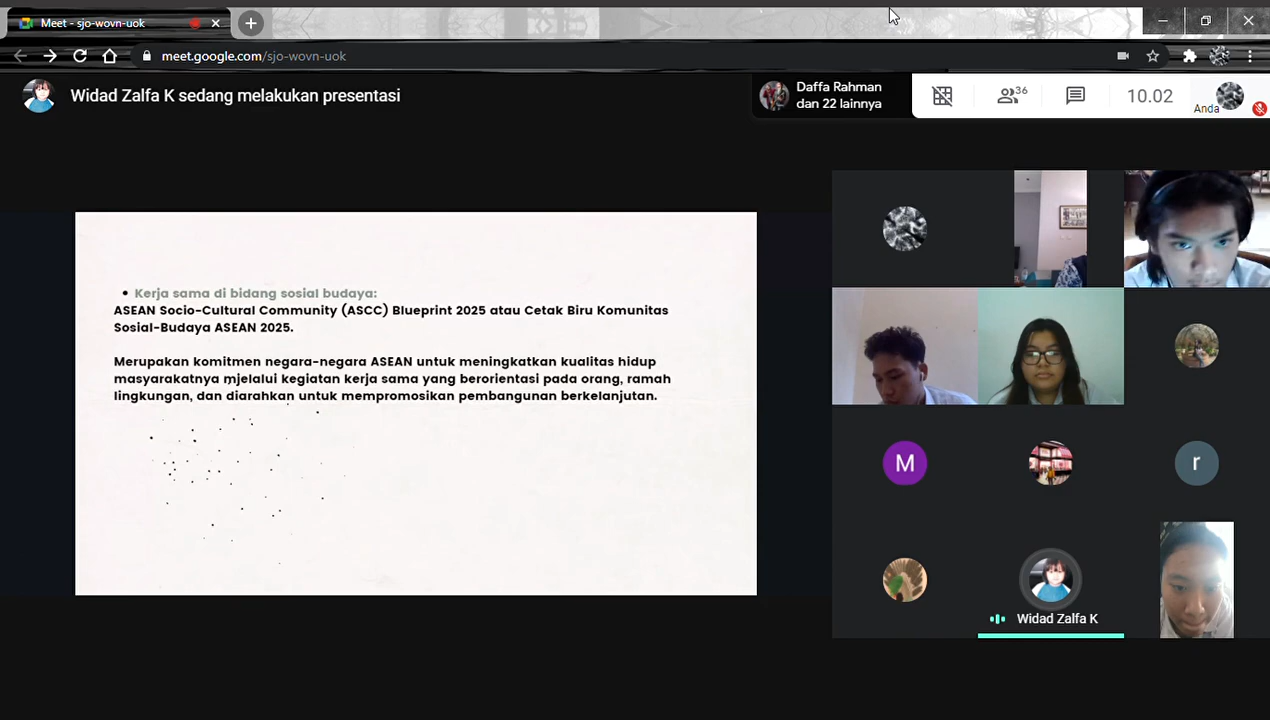 Meet - sjo-wovn-uok
meet.google.com/sjo-wovn-uok
Widad Zalfa K sedang melakukan presentasi
Daffa Rahman
dan 22 lainnya
36
10.02
Anda
• Kerja sama di bidang sosial budaya:
ASEAN Socio-Cultural Community (ASCC) Blueprint 2025 atau Cetak Biru Komunitas
Sosial-Budaya ASEAN 2025.
Merupakan komitmen negara-negara ASEAN untuk meningkatkan kualitas hidup
masyarakatnya mjelalui kegiatan kerja sama yang berorientasi pada orang, ramah
lingkungan, dan diarahkan untuk mempromosikan pembangunan berkelanjutan.
M
r
Widad Zalfa K